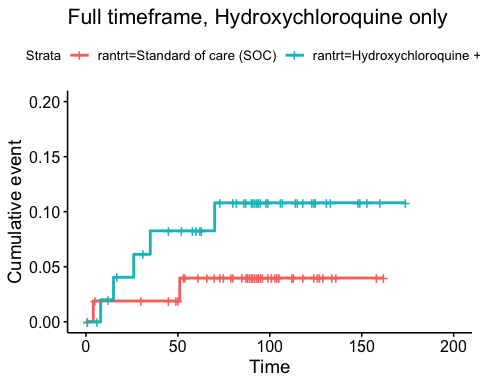 Full timeframe, Hydroxychloroquine only
Strata rantrt=Standard of care (SOC) rantrt=Hydroxychloroquine +
0.20
0.15
0.10
0.05
0.00
Cumulative event
0 50 100 150 200
Time